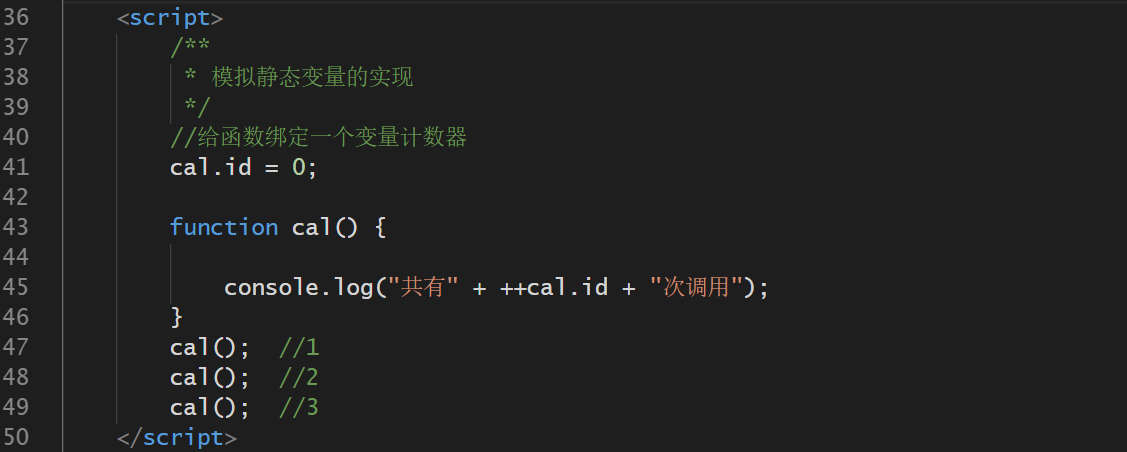 36 <script>
37 /**
38 * 模拟静态变量的实现
39 */
40 //给函数绑定一个变量计数器
41 cal.id = 0;
42
43 function cal() {
44
45 console.log("共有" + ++cal.id + "次调用");
46 }
47 cal(); //1
48 cal(); //2
49 cal(); //3
50 </script>